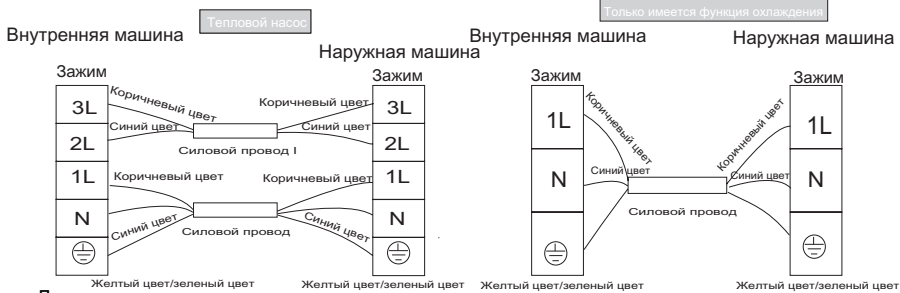 Тепловой насос
Только имеется функция охлаждения
Внутренняя машина
Наружная машина
Внутренняя машина
Наружная машина
Зажим
Зажим
Зажим
Зажим
3L
Коричневый цвет
Коричневый цвет
3L
2L
Синий цвет
Синий цвет
2L
Силовой провод I
1L
Коричневый цвет
Коричневый цвет
1L
N
Синий цвет
Синий цвет
N
Силовой провод
Желтый цвет/зеленый цвет
Желтый цвет/зеленый цвет
1L
Коричневый цвет
Коричневый цвет
1L
N
Синий цвет
Синий цвет
N
Силовой провод
Желтый цвет/зеленый цвет
Желтый цвет/зеленый цвет